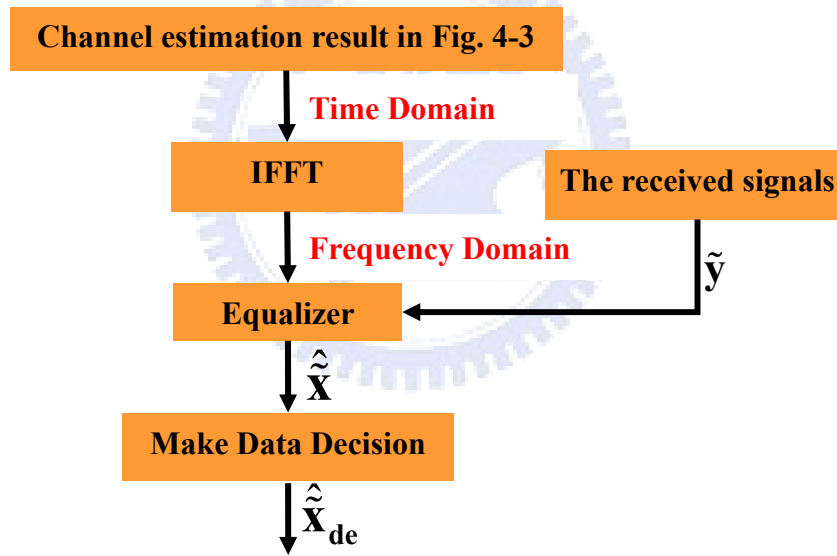 Channel estimation result in Fig. 4-3
Time Domain
IFFT
The received signals
Frequency Domain
ỹ
Equalizer
x̃̂
Make Data Decision
x̃̂de